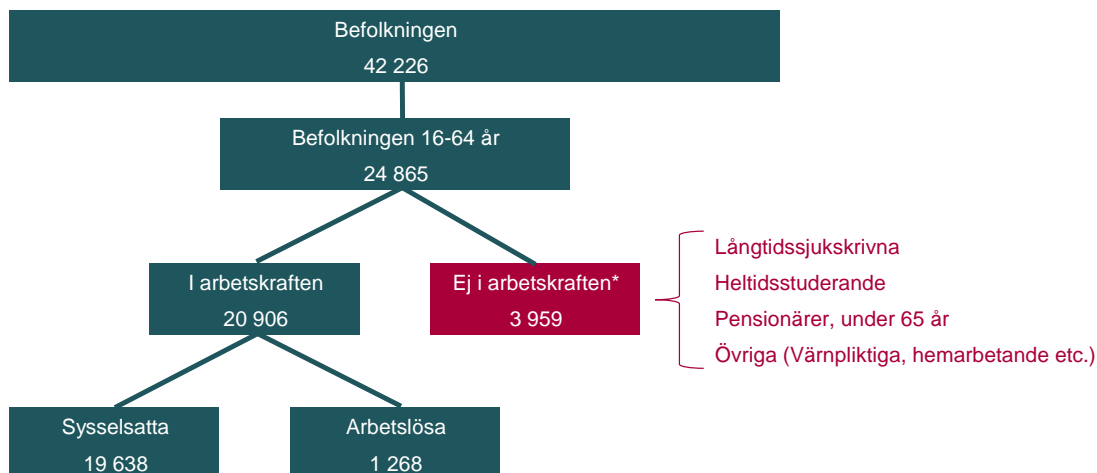 Befolkningen
42 226
Befolkningen 16-64 år
24 865
I arbetskraften
20 906
Ej i arbetskraften*
3 959
Långtidssjukskrivna
Heltidsstuderande
Pensionärer, under 65 år
Övriga (Värnpliktiga, hemarbetande etc.)
Sysselsatta
19 638
Arbetslösa
1 268